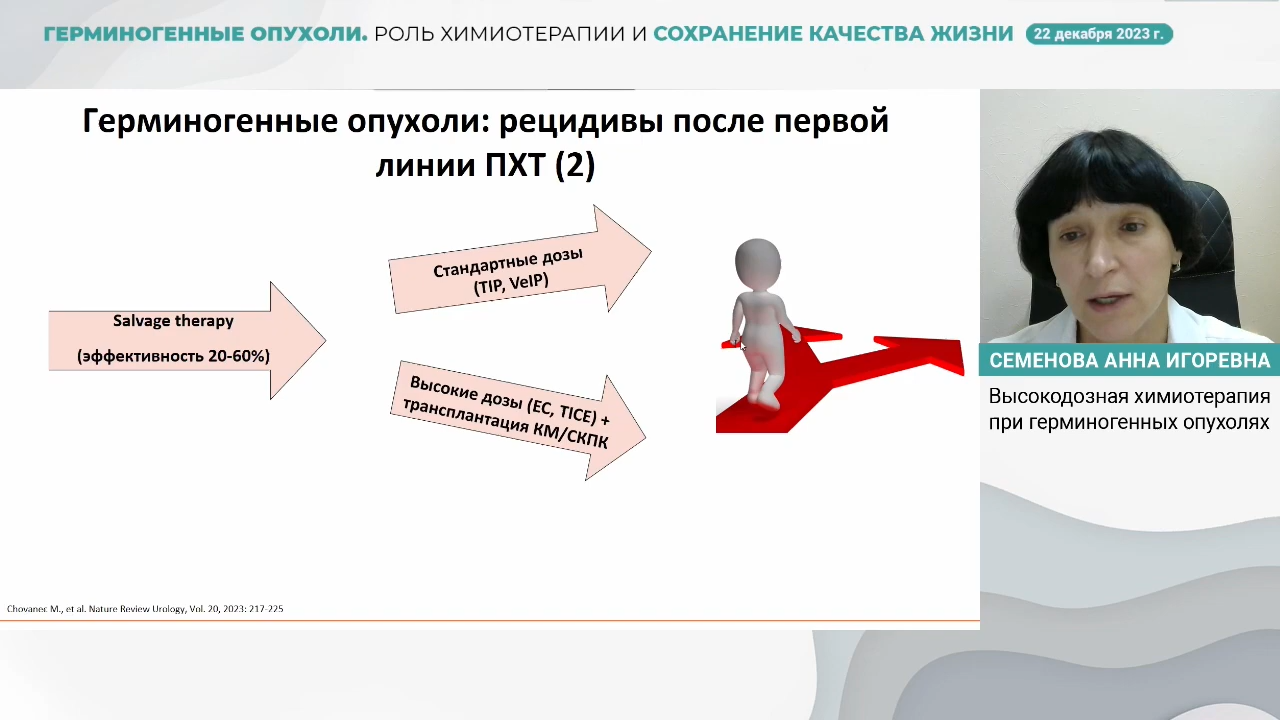 ГЕРМИНОГЕННЫЕ ОПУХОЛИ. РОЛЬ ХИМИОТЕРАПИИ И СОХРАНЕНИЕ КАЧЕСТВА ЖИЗНИ 22 декабря 2023 г.
Герминогенные опухоли: рецидивы после первой
линии ПХТ (2)
Salvage therapy
(эффективность 20-60%)
Стандартные дозы
(TIP, VeIP)
Высокие дозы (EC, TICE) +
трансплантация КМ/СКПК
Chovanec M., et al. Nature Review Urology, Vol. 20, 2023: 217-225
СЕМЕНОВА АННА ИГОРЕВНА
Высокодозная химиотерапия
при герминогенных опухолях